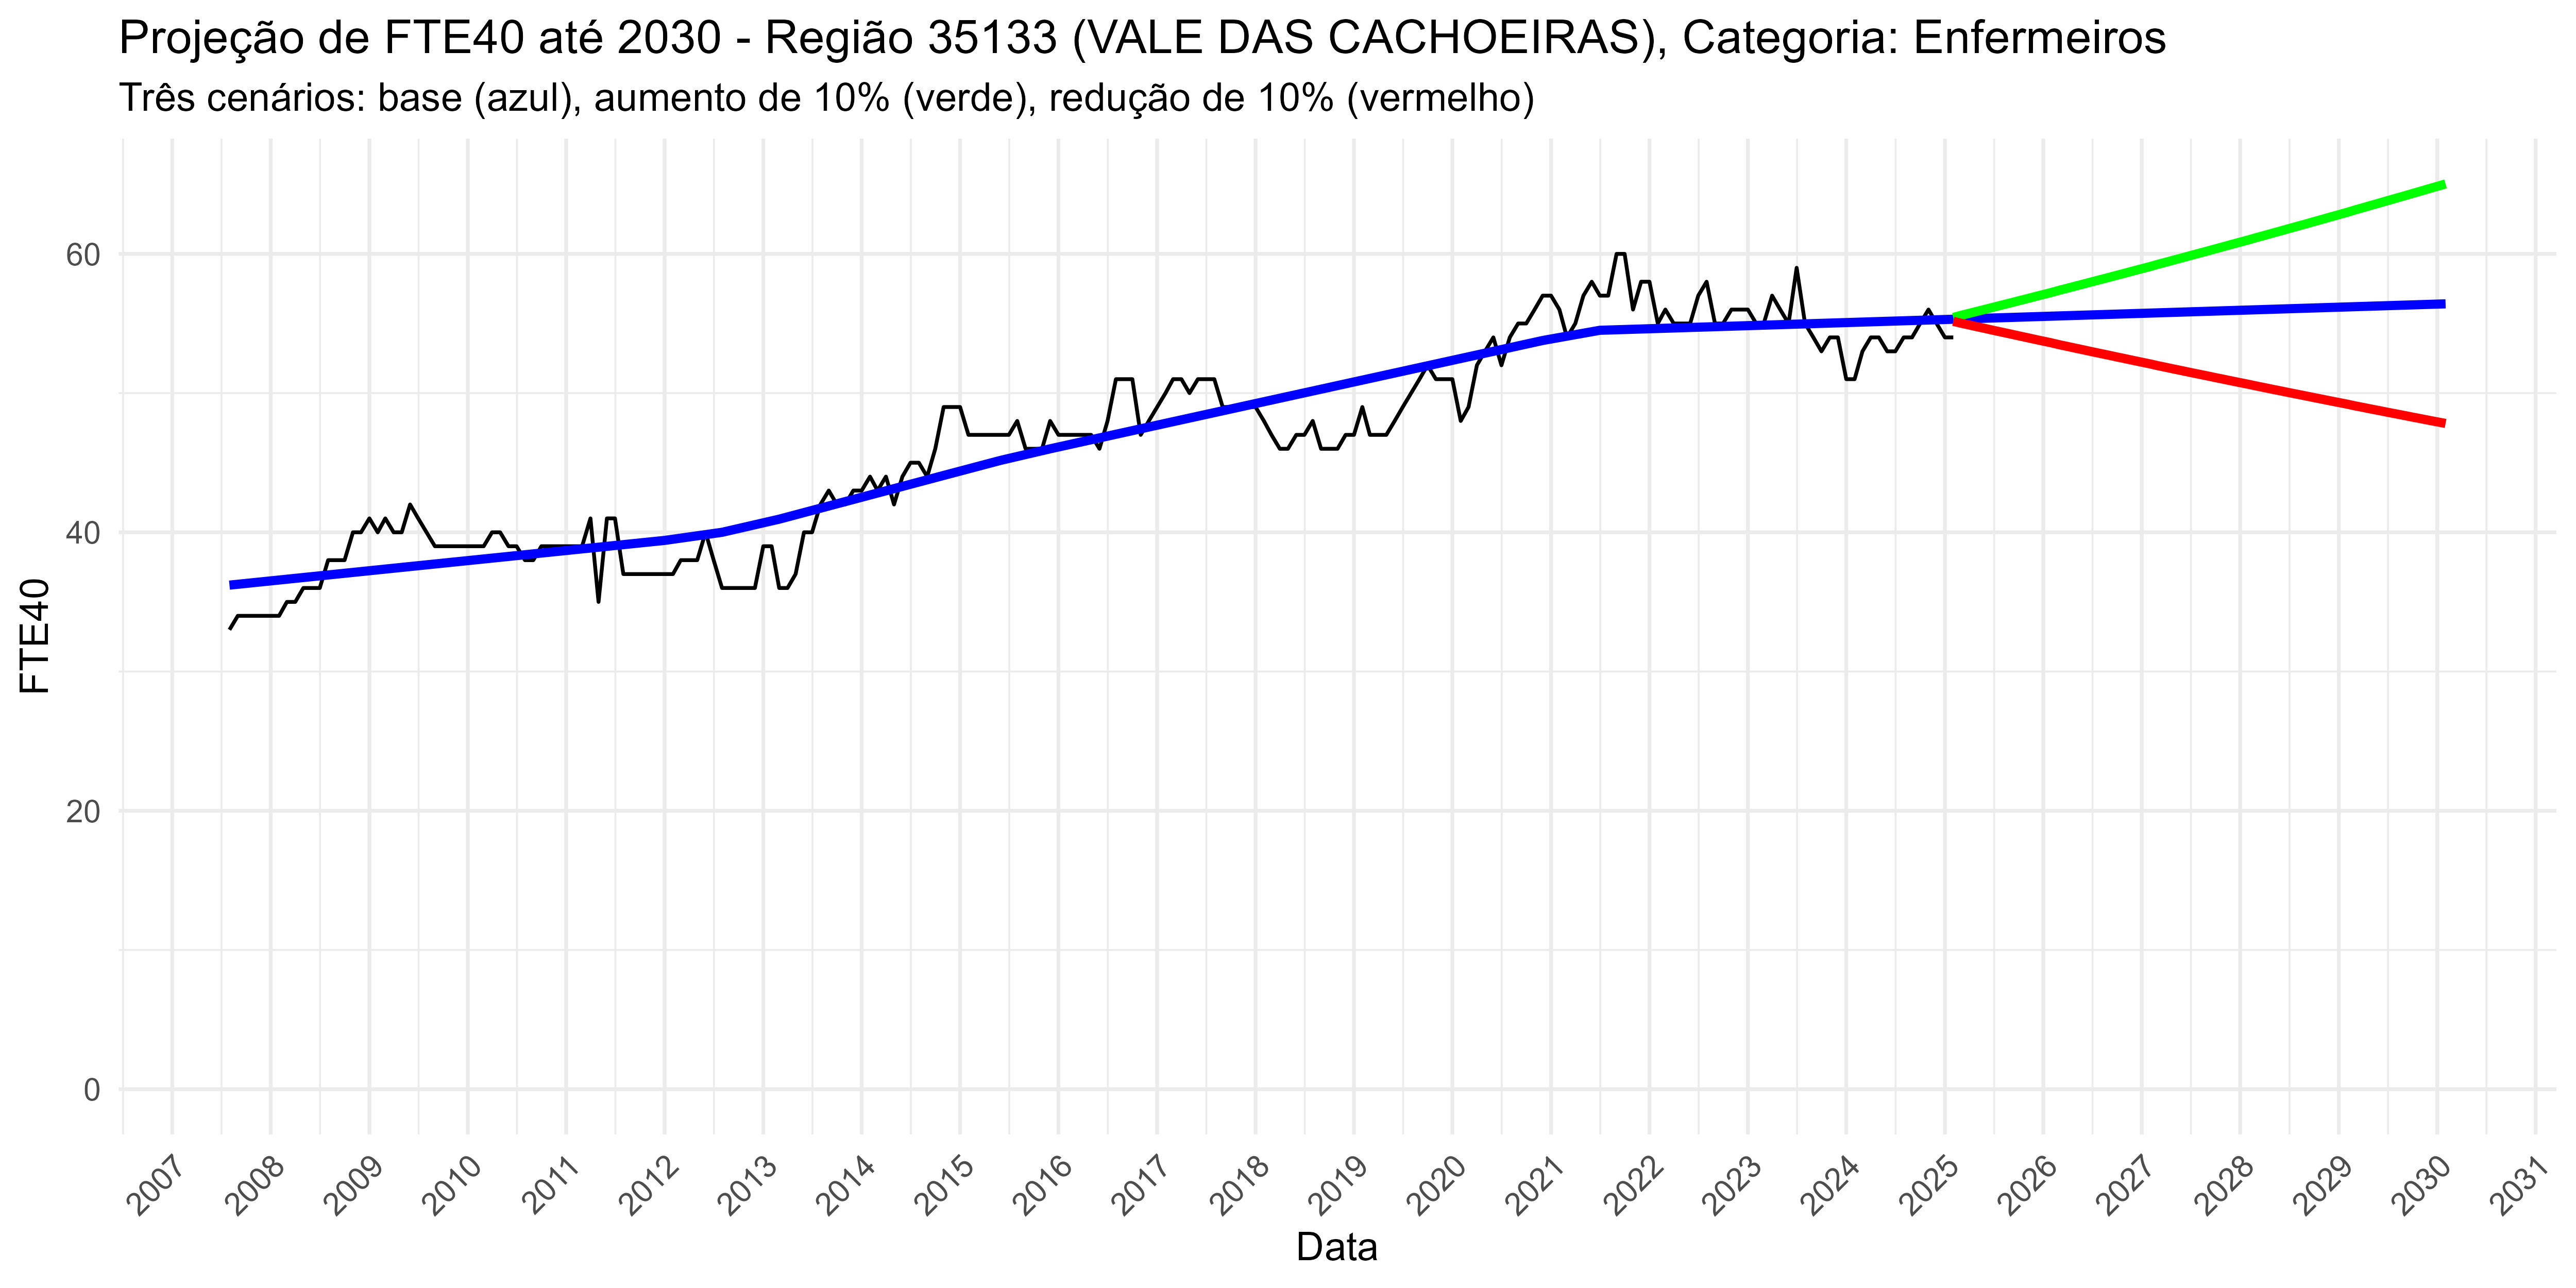 Projeção de FTE40 até 2030 - Região 35133 (VALE DAS CACHOEIRAS), Categoria: Enfermeiros
Três cenários: base (azul), aumento de 10% (verde), redução de 10% (vermelho)
FTE40
60
40
20
0
2007 2008 2009 2010 2011 2012 2013 2014 2015 2016 2017 2018 2019 2020 2021 2022 2023 2024 2025 2026 2027 2028 2029 2030 2031
Data